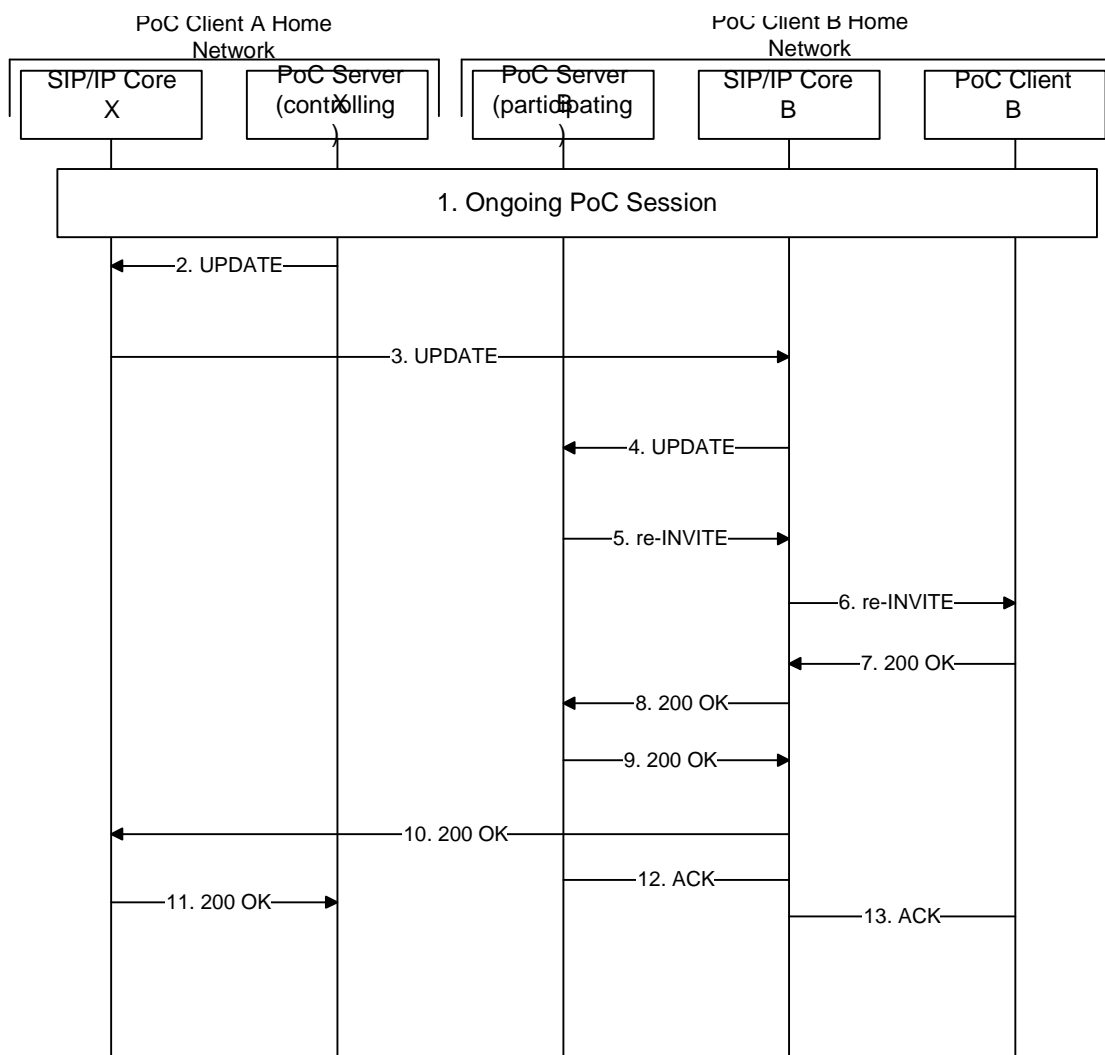 PoC Client A Home
Network
PoC Client B Home
Network
SIP/IP Core
X
PoC Server
X
(controlling
)
PoC Server
B
(participating
)
SIP/IP Core
B
PoC Client
B
1. Ongoing PoC Session
2. UPDATE
3. UPDATE
4. UPDATE
5. re-INVITE
6. re-INVITE
7. 200 OK
8. 200 OK
9. 200 OK
10. 200 OK
12. ACK
11. 200 OK
13. ACK